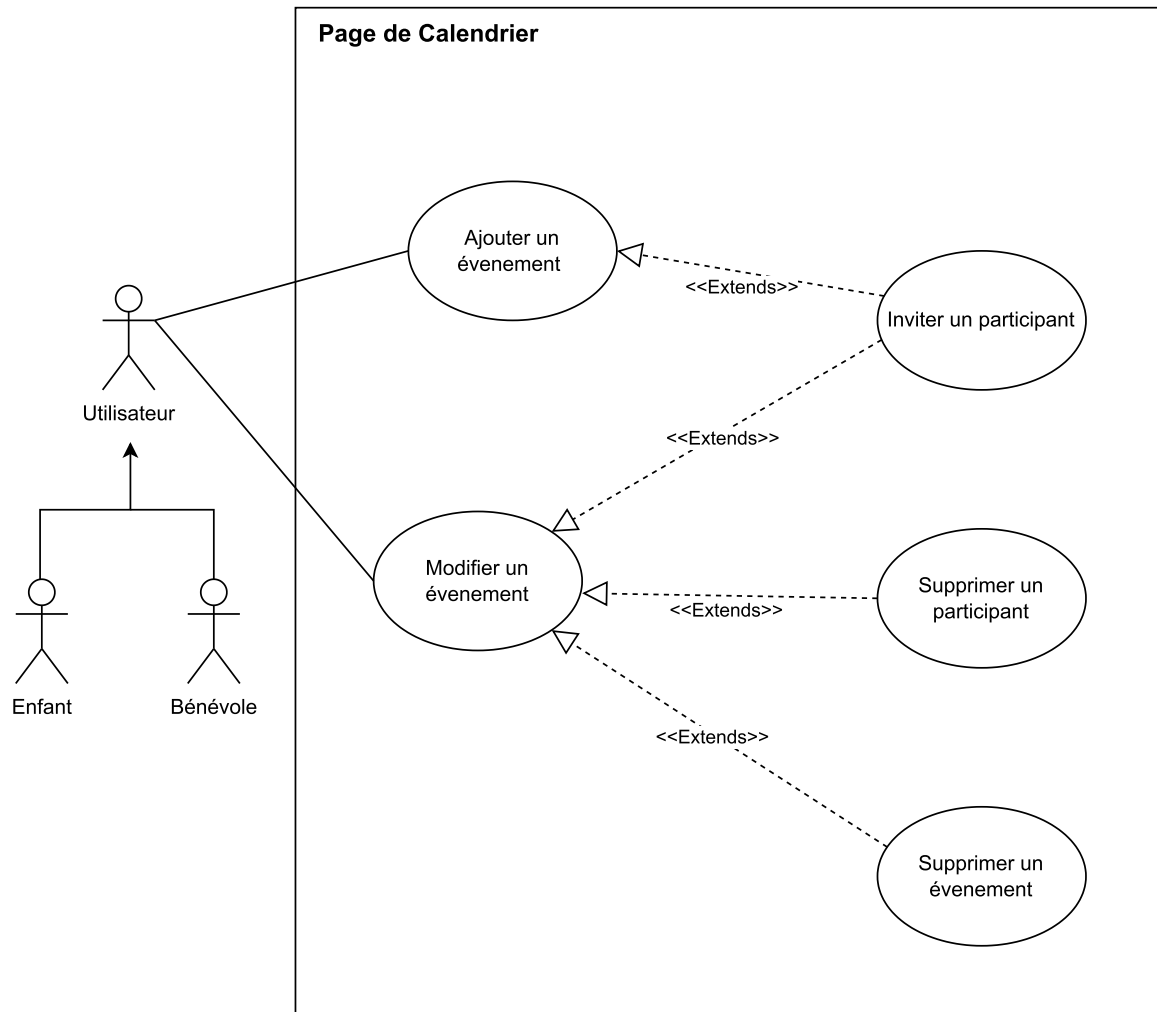 Page de Calendrier
Ajouter un
évenement
<<Extends>>
Inviter un participant
Utilisateur
<<Extends>>
Modifier un
évenement
<<Extends>>
Supprimer un
participant
Enfant
Bénévole
<<Extends>>
Supprimer un
évenement